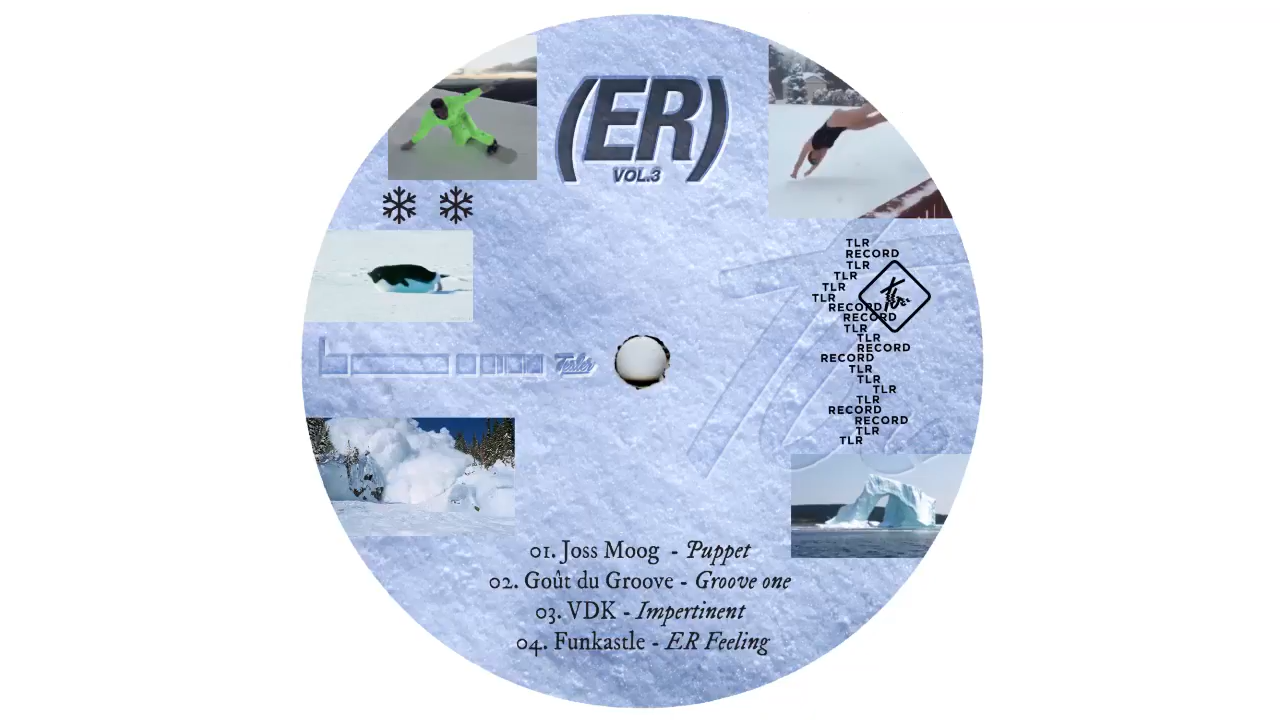 (ER)
VOL.3
TLR
RECORD
TLR
TLR
TLR
TLR
RECORD
RECORD
TLR
TLR
RECORD
RECORD
TLR
TLR
TLR
TLR
RECORD
RECORD
TLR
TLR
01. Joss Moog - Puppet
02. Goût du Groove - Groove one
03. VDK - Impertinent
04. Funkastle - ER Feeling